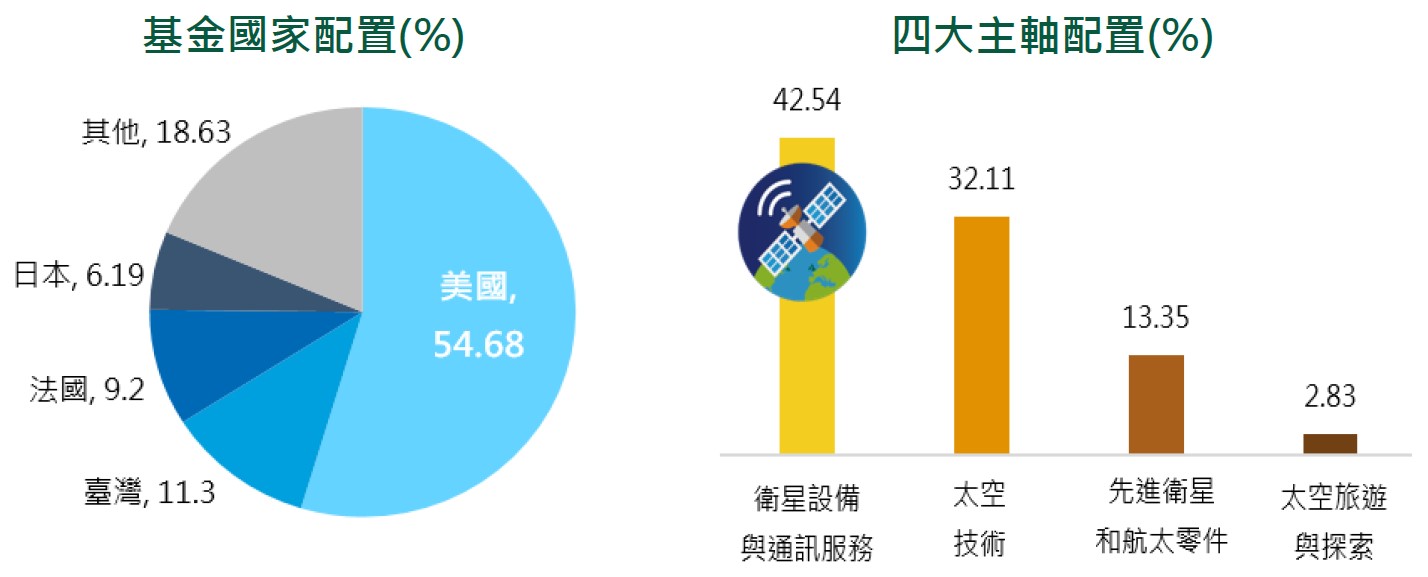 基金國家配置(%)
其他, 18.63
日本, 6.19
法國, 9.2
臺灣, 11.3
美國,
54.68
四大主軸配置(%)
42.54
32.11
13.35
2.83
衛星設備
與通訊服務
太空
技術
先進衛星
和航太零件
太空旅遊
與探索